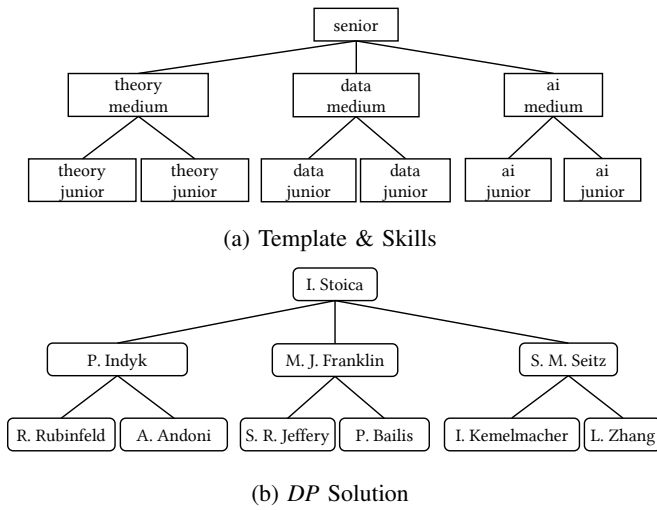 senior
theory
medium
data
medium
ai
medium
theory
junior
theory
junior
data
junior
data
junior
ai
junior
ai
junior
(a) Template & Skills
I. Stoica
P. Indyk
M. J. Franklin
S. M. Seitz
R. Rubinfeld
A. Andoni
S. R. Jeffery
P. Bailis
I. Kemelmacher
L. Zhang
(b) DP Solution